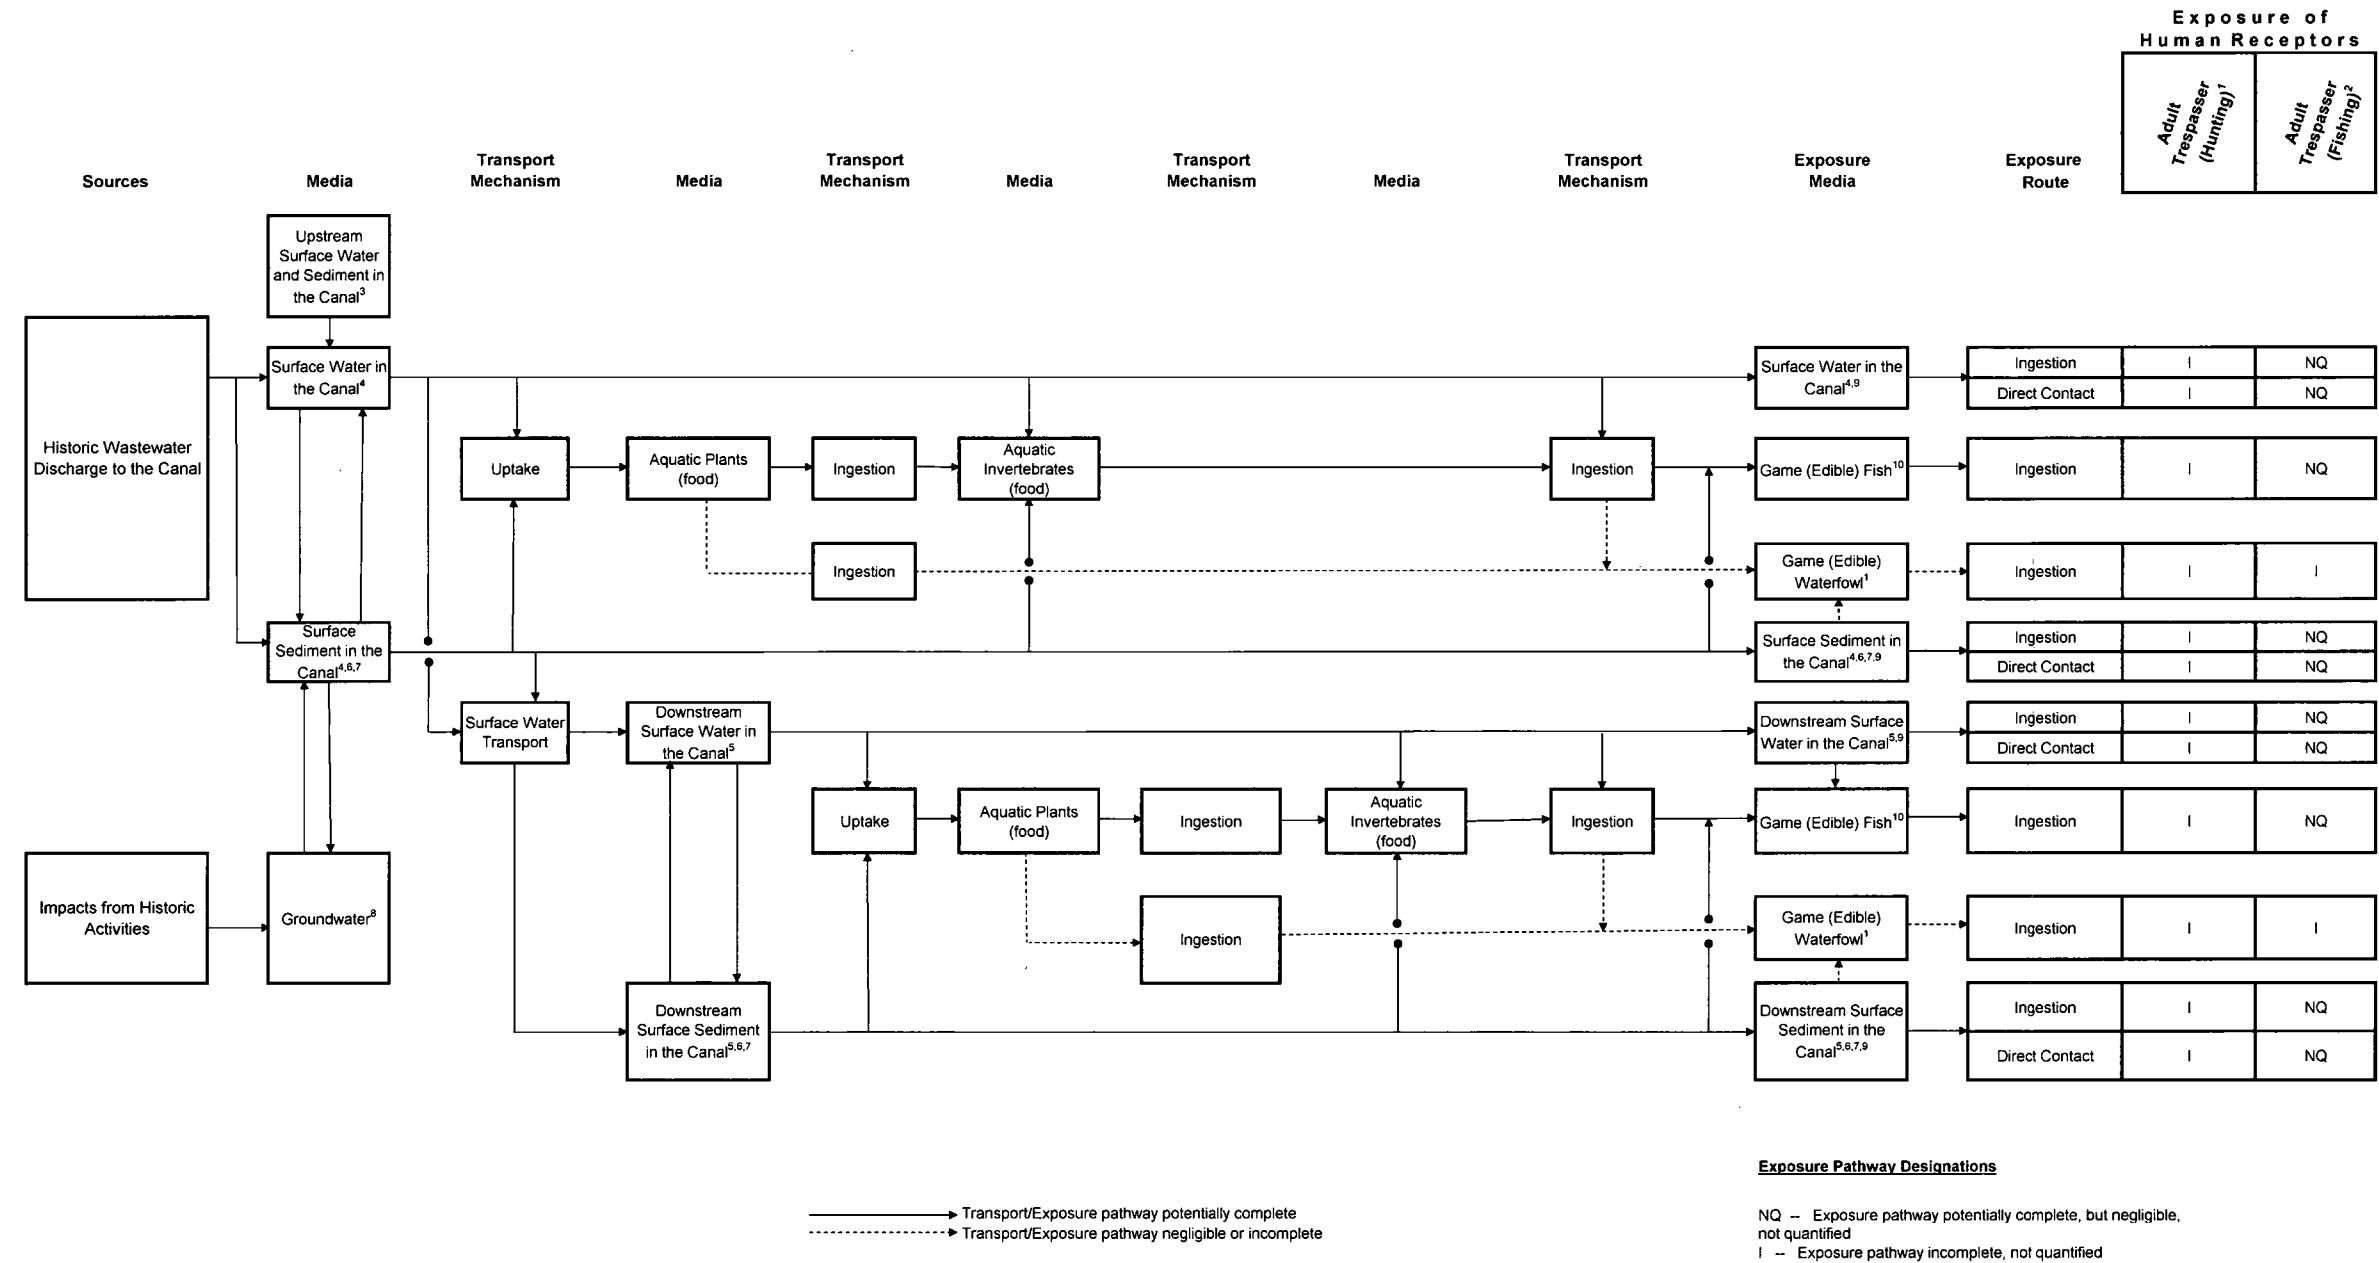 Exposure of
Human Receptors
Adult
Trespasser
(Hunting)1
Adult
Trespasser
(Fishing)2
Sources
Media
Transport
Mechanism
Media
Transport
Mechanism
Media
Transport
Mechanism
Media
Transport
Mechanism
Exposure
Media
Exposure
Route
Upstream
Surface Water
and Sediment in
the Canal3
Historic Wastewater
Discharge to the Canal
Surface Water in
the Canal4
Surface Water in the
Canal4,9
Ingestion I NQ
Direct Contact I NQ
Uptake
Aquatic Plants
(food)
Ingestion
Aquatic
Invertebrates
(food)
Ingestion
Game (Edible) Fish10
Ingestion I NQ
Ingestion
Game (Edible)
Waterfowl1
Ingestion I I
Surface
Sediment in the
Canal4,6,7
Surface Sediment in
the Canal4,6,7,9
Ingestion I NQ
Direct Contact I NQ
Surface Water
Transport
Downstream
Surface Water in
the Canal5
Downstream Surface
Water in the Canal5,9
Ingestion I NQ
Direct Contact I NQ
Uptake
Aquatic Plants
(food)
Ingestion
Aquatic
Invertebrates
(food)
Ingestion
Game (Edible) Fish10
Ingestion I NQ
Impacts from Historic
Activities
Groundwater8
Ingestion
Game (Edible)
Waterfowl1
Ingestion I I
Downstream
Surface Sediment
in the Canal5,6,7
Downstream Surface
Sediment in the
Canal5,6,7,9
Ingestion I NQ
Direct Contact I NQ
Transport/Exposure pathway potentially complete
Transport/Exposure pathway negligible or incomplete
Exposure Pathway Designations
NQ -- Exposure pathway potentially complete, but negligible,
not quantified
I -- Exposure pathway incomplete, not quantified